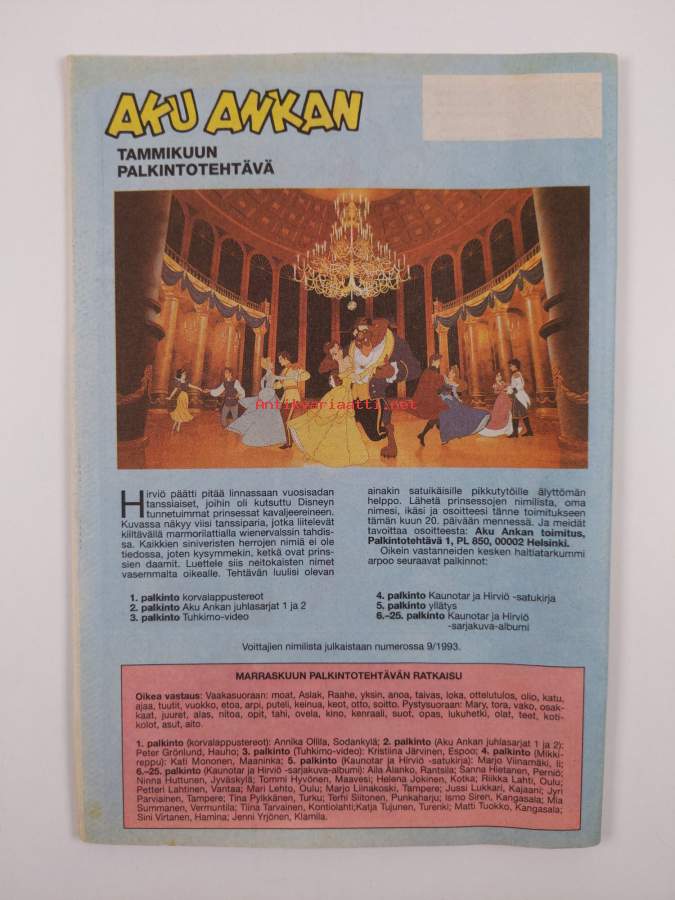 AKU ANKAN
TAMMIKUUN
PALKINTOTEHTÄVÄ
Antikvariaatti.net
Hirviö päätti pitää linnassaan vuosisadan
tanssiaiset, joihin oli kutsuttu Disneyn
tunnetuimmat prinsessat kavaljeereineen.
Kuvassa näkyy viisi tanssiparia, jotka liitelevät
kiiltävällä marmorilattialla wienervalssin tahdis-
sa. Kaikkien siniveristen herrojen nimiä ei ole
tiedossa, joten kysymmekin, ketkä ovat prins-
sien daamit. Luettele siis neitokaisten nimet
vasemmalta oikealle. Tehtävän luulisi olevan
ainakin satuikäisille pikkutytöille älyttömän
helppo. Lähetä prinsessojen nimilista, oma
nimesi, ikäsi ja osoitteesi tänne toimitukseen
tämän kuun 20. päivään mennessä. Ja meidät
tavoittaa osoitteesta: Aku Ankan toimitus,
Palkintotehtävä 1, PL 850, 00002 Helsinki.
Oikein vastanneiden kesken haltiatarkummi
arpoo seuraavat palkinnot:
1. palkinto korvalappustereot
2. palkinto Aku Ankan juhlasarjat 1 ja 2
3. palkinto Tuhkimo-video
4. palkinto Kaunotar ja Hirviö -satukirja
5. palkinto yllätys
6.–25. palkinto Kaunotar ja Hirviö
-sarjakuva-albumi
Voittajien nimilista julkaistaan numerossa 9/1993.
MARRASKUUN PALKINTOTEHTÄVÄN RATKAISU
Oikea vastaus: Vaakasuoraan: moat, Aslak, Raahe, yksin, anoa, taivas, loka, ottelutulos, olio, katu,
ajaa, tuutit, vuokko, etoa, arpi, puteli, keinua, keot, otto, soitto. Pystysuoraan: Mary, tora, vako, osak-
kaat, juuret, alas, nitoa, opit, tahi, ovela, kino, kenraali, suot, opas, lukuhetki, olat, teet, koti-
kolot, asut, aito.
1. palkinto (korvalappustereot): Annika Ollila, Sodankylä; 2. palkinto (Aku Ankan juhlasarjat 1 ja 2):
Peter Grönlund, Hauho; 3. palkinto (Tuhkimo-video): Kristiina Järvinen, Espoo; 4. palkinto (Mikki-
reppu): Kati Mononen, Maaninka; 5. palkinto (Kaunotar ja Hirviö -satukirja): Marjo Viinamäki, Ii;
6.–25. palkinto (Kaunotar ja Hirviö -sarjakuva-albumi): Aila Alanko, Rantsila; Sanna Hietanen, Perniö;
Ninna Huttunen, Jyväskylä; Tommi Hyvönen, Maavesi; Helena Jokinen, Kotka; Riikka Lahti, Oulu;
Petteri Lahtinen, Vantaa; Mari Lehto, Oulu; Marjo Liinakoski, Tampere; Jussi Lukkari, Kajaani; Jyri
Parviainen, Tampere; Tina Pylkkänen, Turku; Terhi Siitonen, Punkaharju; Ismo Siren, Kangasala; Mia
Summanen, Vermuntila; Tiina Tarvainen, Kontiolahti;Katja Tujunen, Turenki; Matti Tuokko, Kangasala;
Sini Virtanen, Hamina; Jenni Yrjönen, Klamila.